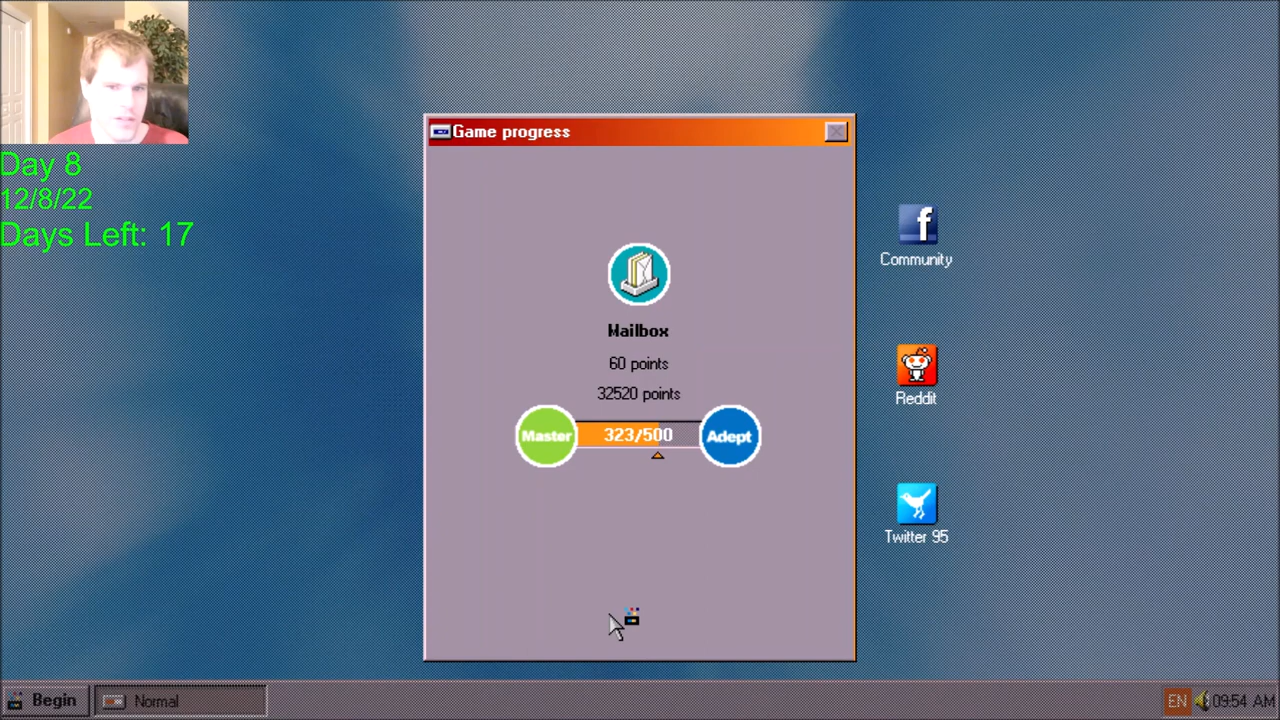 Day 8
12/8/22
Days Left: 17
Game progress
Mailbox
60 points
32520 points
Master
323/500
Adept
f
Community
Reddit
Twitter 95
Begin
Normal
EN
09:54 AM